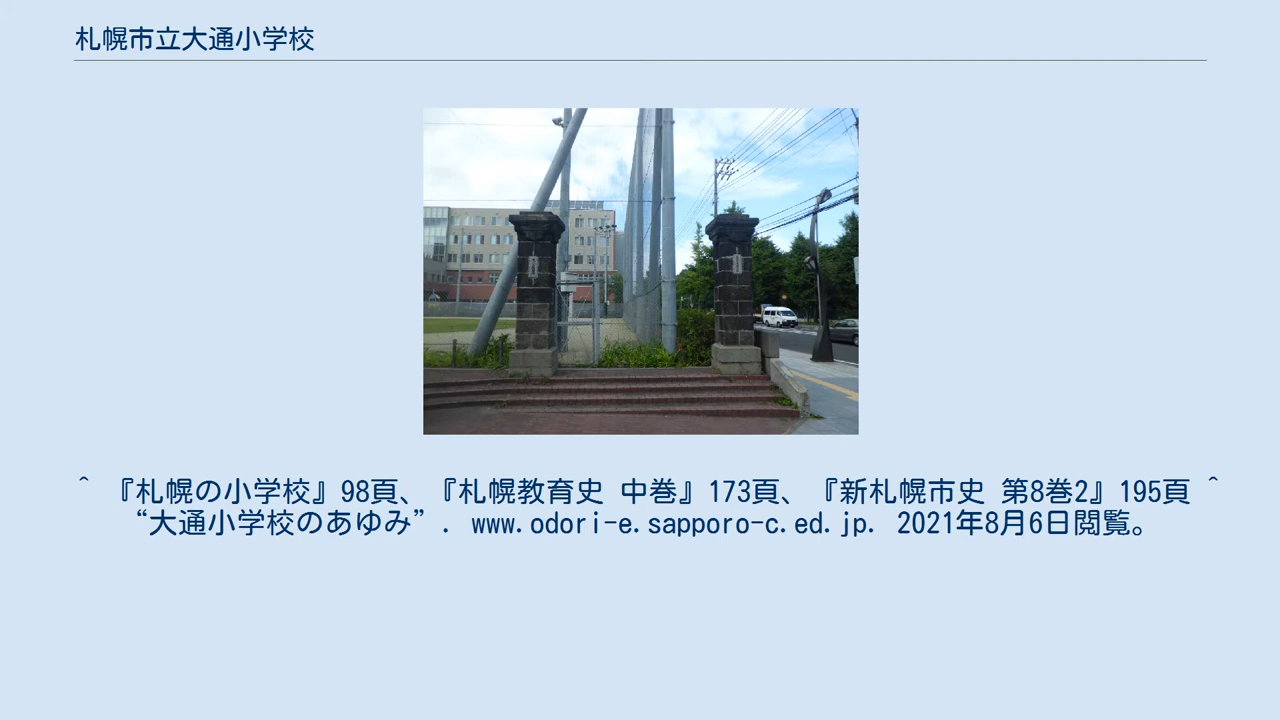 札幌市立大通小学校
^ 『札幌の小学校』98頁、『札幌教育史 中巻』173頁、『新札幌市史 第8巻2』195頁 ^
“大通小学校のあゆみ”. www.odori-e.sapporo-c.ed.jp. 2021年8月6日閲覧。